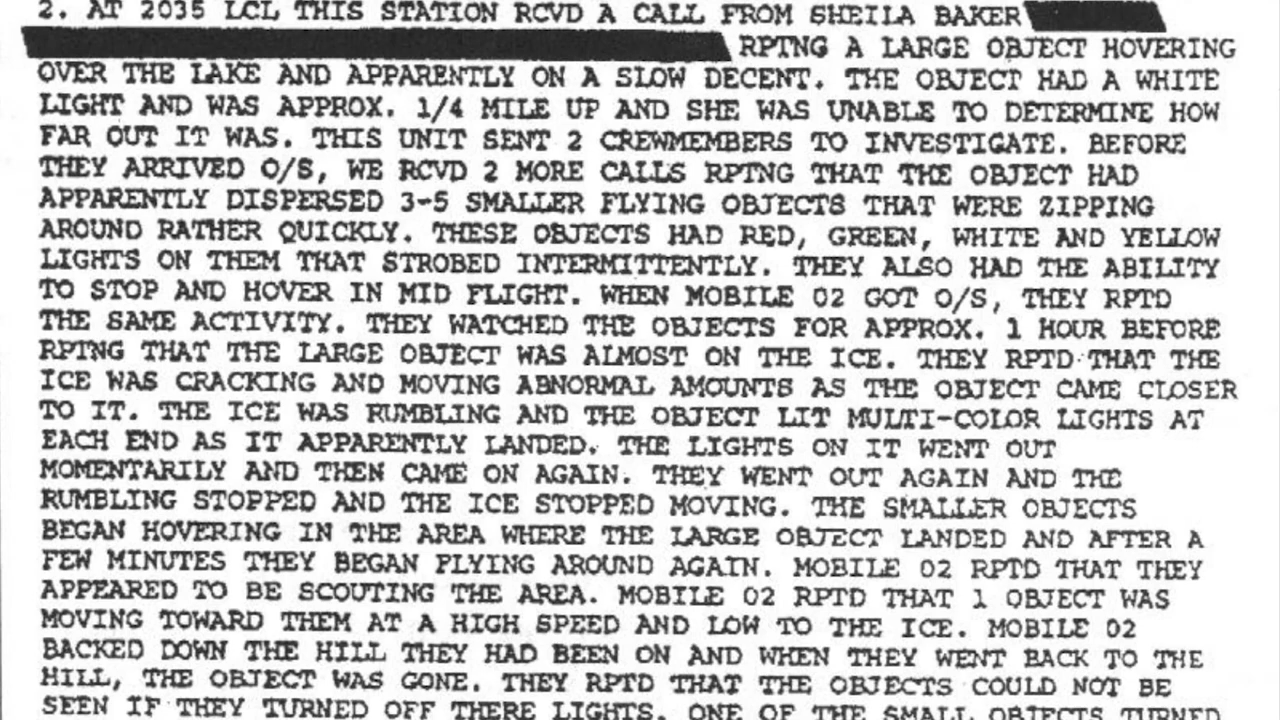 2. AT 2035 LCL THIS STATION RCVD A CALL FROM SHEILA BAKER
RPTNG A LARGE OBJECT HOVERING
OVER THE LAKE AND APPARENTLY ON A SLOW DECENT. THE OBJECT HAD A WHITE
LIGHT AND WAS APPROX. 1/4 MILE UP AND SHE WAS UNABLE TO DETERMINE HOW
FAR OUT IT WAS. THIS UNIT SENT 2 CREWMEMBERS TO INVESTIGATE. BEFORE
THEY ARRIVED O/S, WE RCVD 2 MORE CALLS RPTNG THAT THE OBJECT HAD
APPARENTLY DISPERSED 3-5 SMALLER FLYING OBJECTS THAT WERE ZIPPING
AROUND RATHER QUICKLY. THESE OBJECTS HAD RED, GREEN, WHITE AND YELLOW
LIGHTS ON THEM THAT STROBED INTERMITTENTLY. THEY ALSO HAD THE ABILITY
TO STOP AND HOVER IN MID FLIGHT. WHEN MOBILE 02 GOT O/S, THEY RPTD
THE SAME ACTIVITY. THEY WATCHED THE OBJECTS FOR APPROX. 1 HOUR BEFORE
RPTNG THAT THE LARGE OBJECT WAS ALMOST ON THE ICE. THEY RPTD THAT THE
ICE WAS CRACKING AND MOVING ABNORMAL AMOUNTS AS THE OBJECT CAME CLOSER
TO IT. THE ICE WAS RUMBLING AND THE OBJECT LIT MULTI-COLOR LIGHTS AT
EACH END AS IT APPARENTLY LANDED. THE LIGHTS ON IT WENT OUT
MOMENTARILY AND THEN CAME ON AGAIN. THEY WENT OUT AGAIN AND THE
RUMBLING STOPPED AND THE ICE STOPPED MOVING. THE SMALLER OBJECTS
BEGAN HOVERING IN THE AREA WHERE THE LARGE OBJECT LANDED AND AFTER A
FEW MINUTES THEY BEGAN FLYING AROUND AGAIN. MOBILE 02 RPTD THAT THEY
APPEARED TO BE SCOUTING THE AREA. MOBILE 02 RPTD THAT 1 OBJECT WAS
MOVING TOWARD THEM AT A HIGH SPEED AND LOW TO THE ICE. MOBILE 02
BACKED DOWN THE HILL THEY HAD BEEN ON AND WHEN THEY WENT BACK TO THE
HILL, THE OBJECT WAS GONE. THEY RPTD THAT THE OBJECTS COULD NOT BE
SEEN IF THEY TURNED OFF THERE LIGHTS. ONE OF THE SMALL OBJECTS TURNED